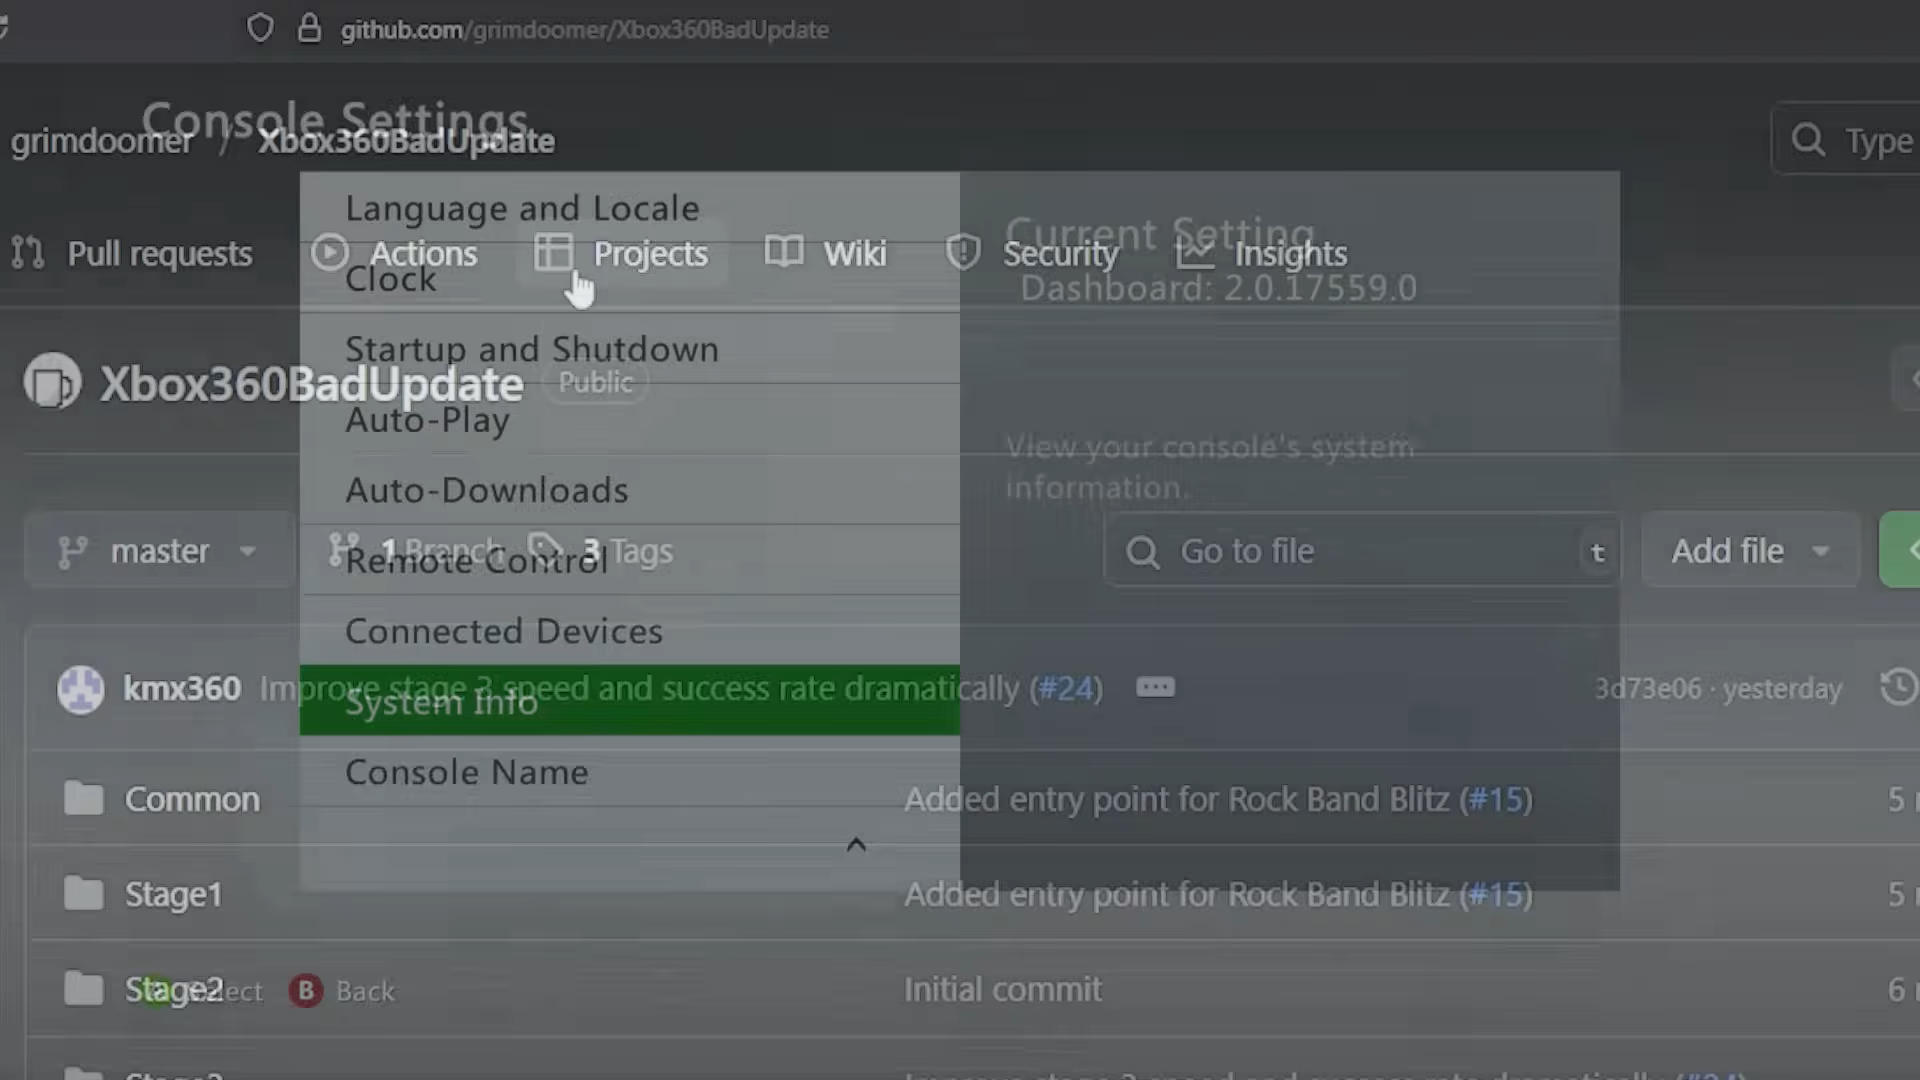 github.com/grimdoomer/Xbox360BadUpdate
Console Settings
grimdoomer / Xbox360BadUpdate
Type
Language and Locale
Current Setting
Pull requests
Actions
Projects
Wiki
Security
Insights
Clock
Dashboard: 2.0.17559.0
Startup and Shutdown
Xbox360BadUpdate
Public
Auto-Play
View your console's system
information.
Auto-Downloads
master
1 Branch
3 Tags
Go to file
t
Add file
Remote Control
Connected Devices
kmx360 Improve stage 3 speed and success rate dramatically (#24)
3d73e06 · yesterday
System Info
Console Name
Common
Added entry point for Rock Band Blitz (#15)
5
Stage1
Added entry point for Rock Band Blitz (#15)
5
Stage2
Initial commit
6
Select
B Back